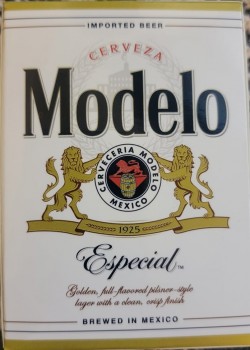 IMPORTED BEER
CERVEZA
Modelo
CERVECERIA MODELO
MEXICO
1925
Especial™
Golden, full-flavored pilsner-style
lager with a clean, crisp finish
BREWED IN MEXICO